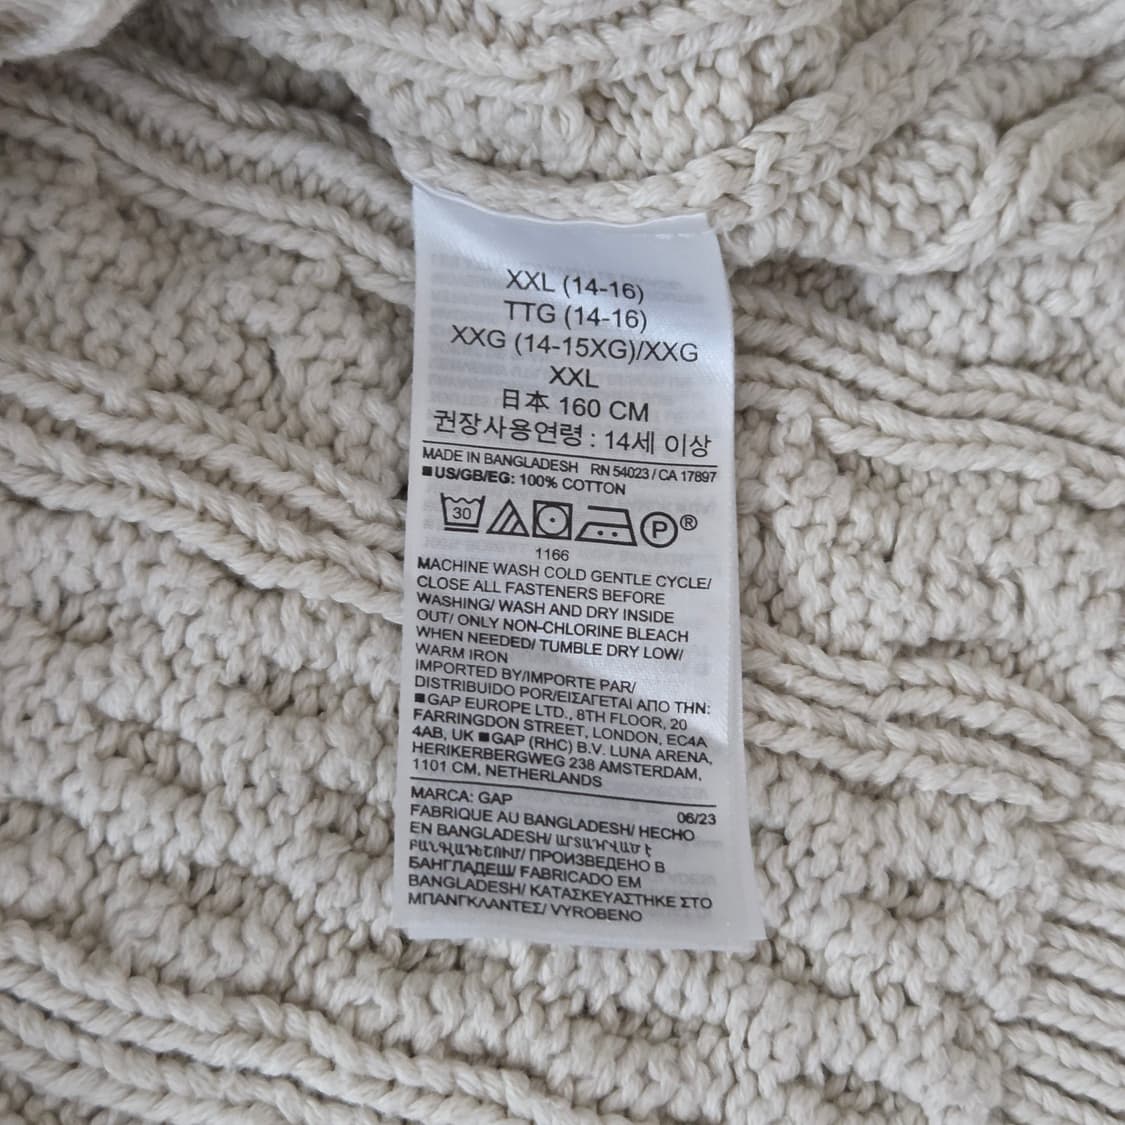 XXL (14-16)
TTG (14-16)
XXG (14-15XG)/XXG
XXL
日本 160 CM
권장사용연령 : 14세 이상
MADE IN BANGLADESH RN 54023 / CA 17897
■US/GB/EG: 100% COTTON
30 P®
1166
MACHINE WASH COLD GENTLE CYCLE/
CLOSE ALL FASTENERS BEFORE
WASHING/ WASH AND DRY INSIDE
OUT/ ONLY NON-CHLORINE BLEACH
WHEN NEEDED/ TUMBLE DRY LOW/
WARM IRON
IMPORTED BY/IMPORTE PAR/
DISTRIBUIDO POR/ΕΙΣΑΓΕΤΑΙ ΑΠΟ ΤΗΝ:
■GAP EUROPE LTD., 8TH FLOOR, 20
FARRINGDON STREET, LONDON, EC4A
4AB, UK ■GAP (RHC) B.V. LUNA ARENA,
HERIKERBERGWEG 238 AMSTERDAM,
1101 CM, NETHERLANDS
MARCA: GAP 06/23
FABRIQUE AU BANGLADESH/ HECHO
EN BANGLADESH/ ԱՐՏԱԴՎԱԾ Է
ԲԱՆԳԼԱԴԵՇՈՒՄ/ ПРОИЗВЕДЕНО В
БАНГЛАДЕШ/ FABRICADO EM
BANGLADESH/ ΚΑΤΑΣΚΕΥΑΣΤΗΚΕ ΣΤΟ
ΜΠΑΝΓΚΛΑΝΤΕΣ/ VYROBENO